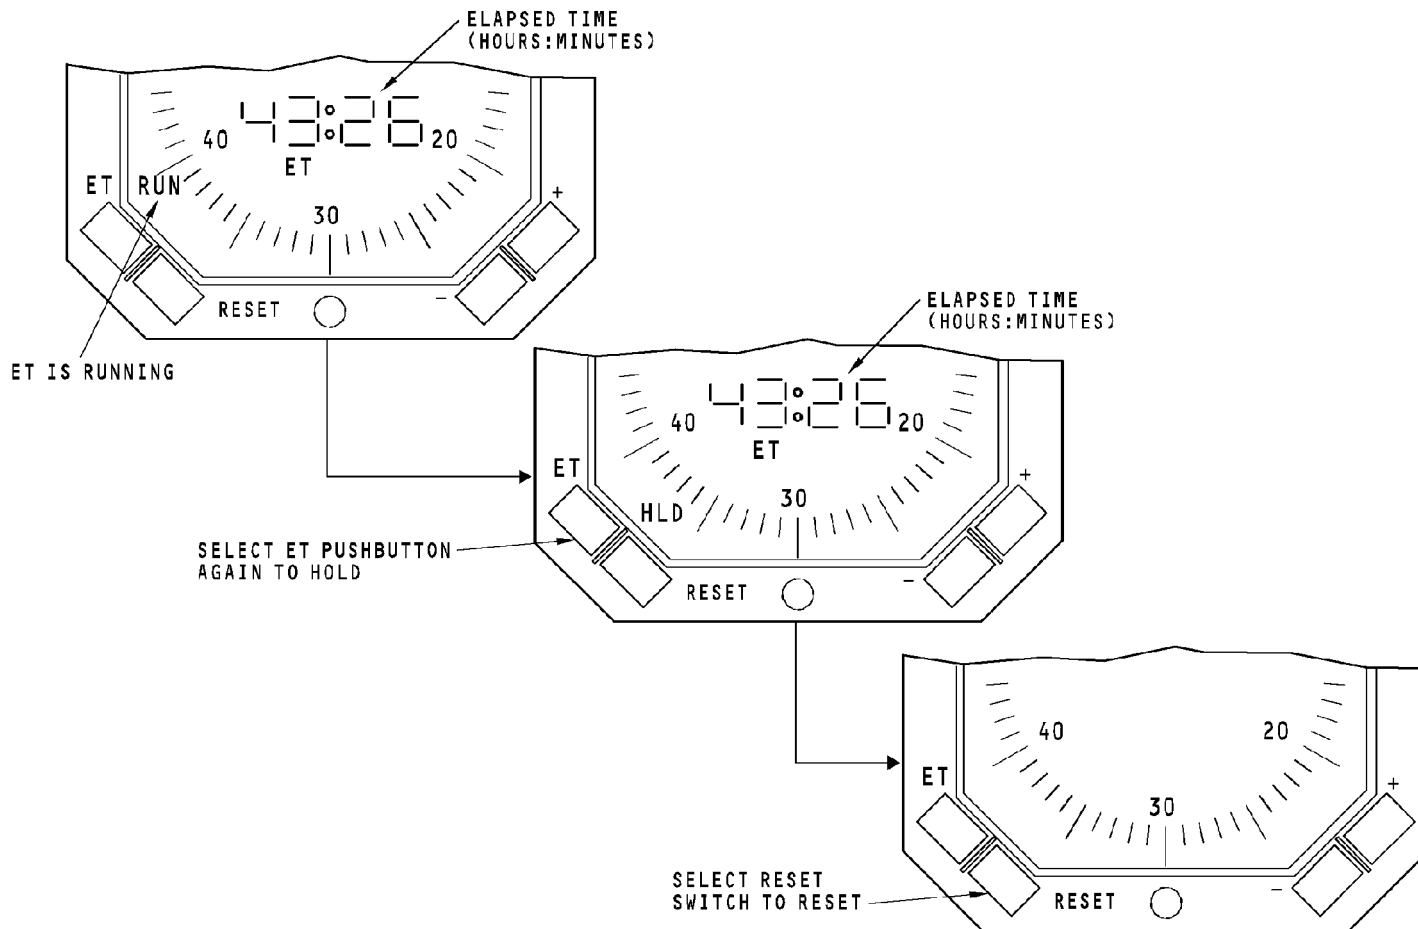 ELAPSED TIME
(HOURS:MINUTES)
43:26
40
20
ET
ET RUN
+
30
RESET
-
ET IS RUNNING
ELAPSED TIME
(HOURS:MINUTES)
43:26
40
20
ET
ET
+
30
HLD
SELECT ET PUSHBUTTON
AGAIN TO HOLD
RESET
-
40
20
ET
+
30
SELECT RESET
SWITCH TO RESET
RESET
-